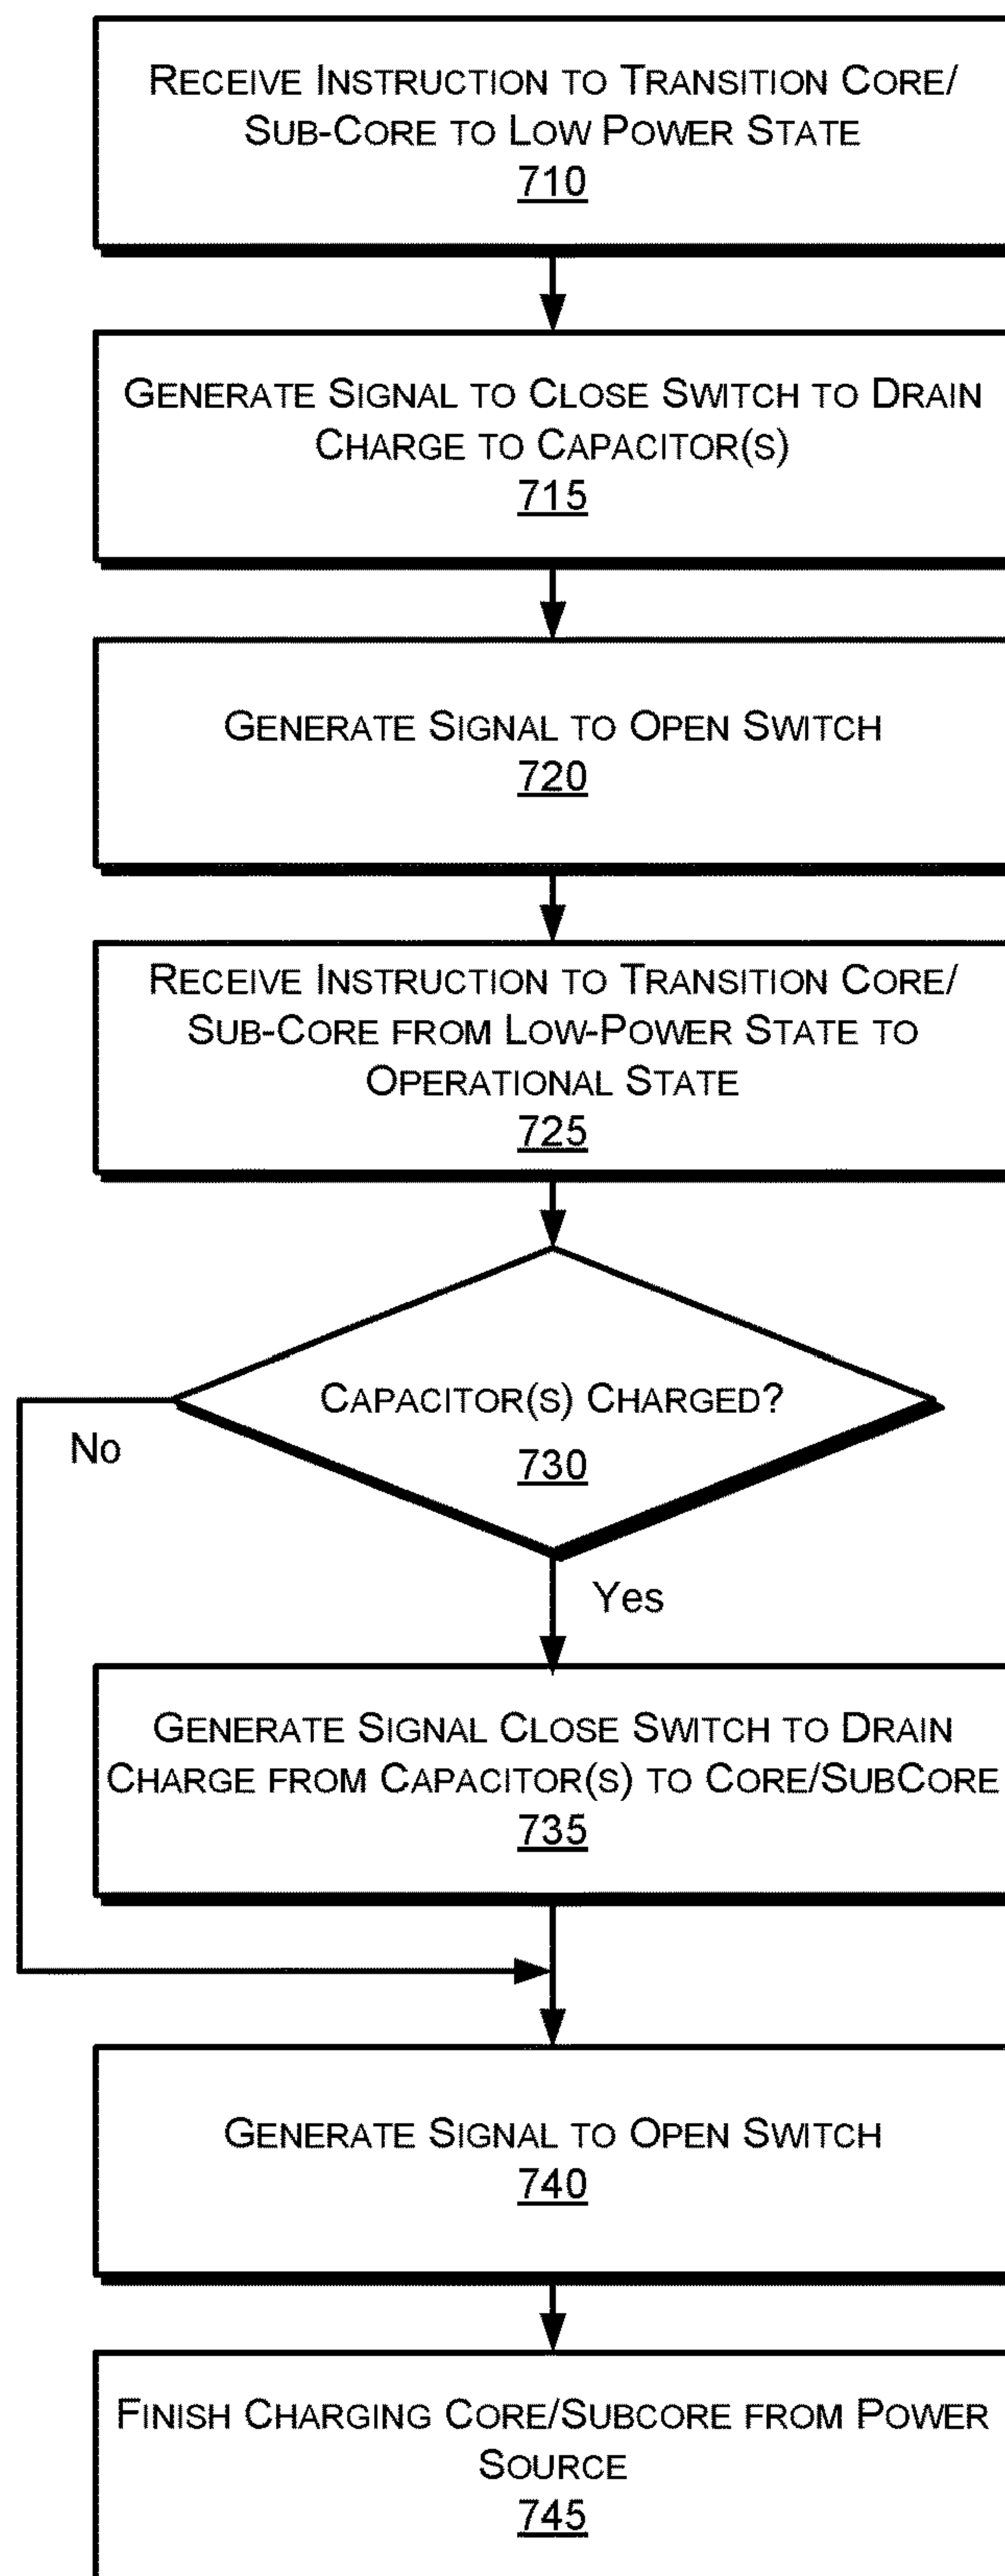 RECEIVE INSTRUCTION TO TRANSITION CORE/
SUB-CORE TO LOW POWER STATE
710
GENERATE SIGNAL TO CLOSE SWITCH TO DRAIN
CHARGE TO CAPACITOR(S)
715
GENERATE SIGNAL TO OPEN SWITCH
720
RECEIVE INSTRUCTION TO TRANSITION CORE/
SUB-CORE FROM LOW-POWER STATE TO
OPERATIONAL STATE
725
CAPACITOR(S) CHARGED?
No
730
Yes
GENERATE SIGNAL CLOSE SWITCH TO DRAIN
CHARGE FROM CAPACITOR(S) TO CORE/SUBCORE
735
GENERATE SIGNAL TO OPEN SWITCH
740
FINISH CHARGING CORE/SUBCORE FROM POWER
SOURCE
745